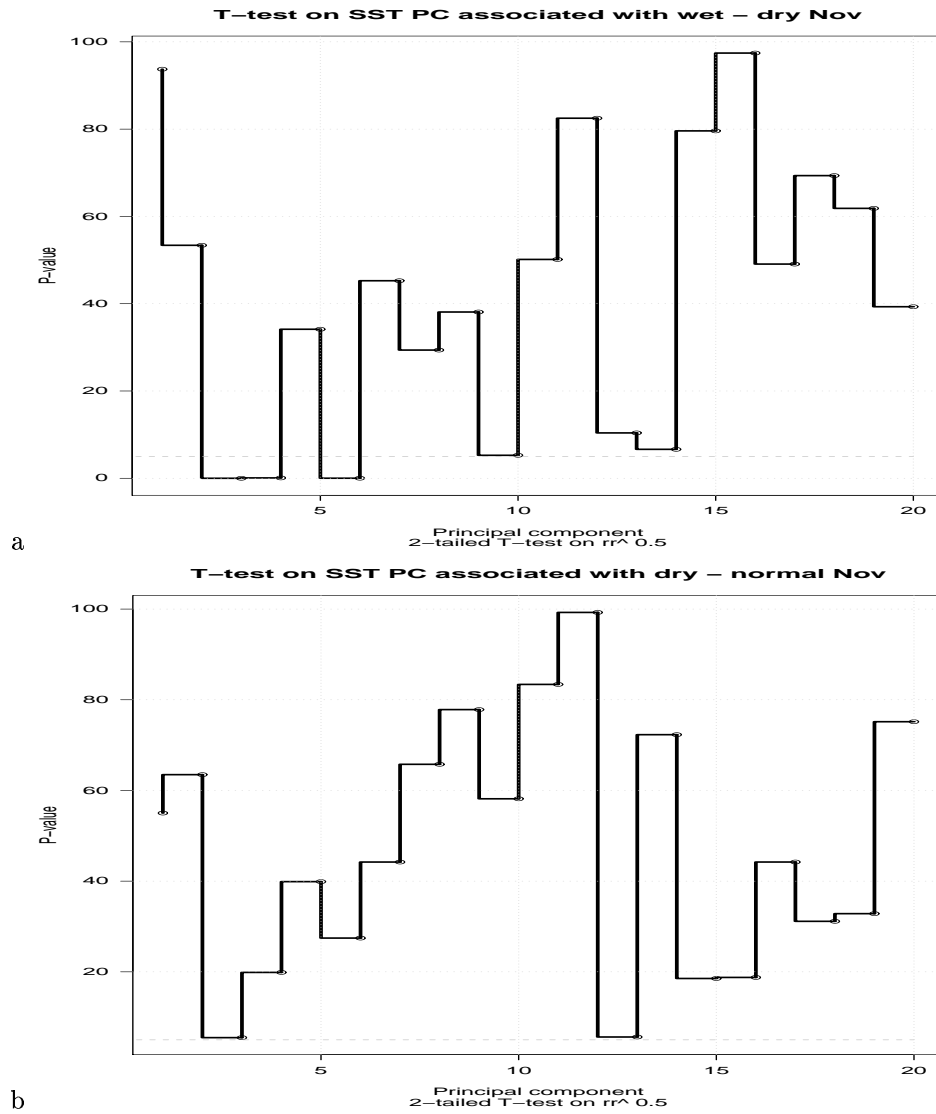 T-test on SST PC associated with wet - dry Nov
100
80
60
40
20
0
P-value
5 10 15 20
Principal component
2-tailed T-test on rr^ 0.5
a
T-test on SST PC associated with dry - normal Nov
100
80
60
40
20
P-value
5 10 15 20
Principal component
2-tailed T-test on rr^ 0.5
b